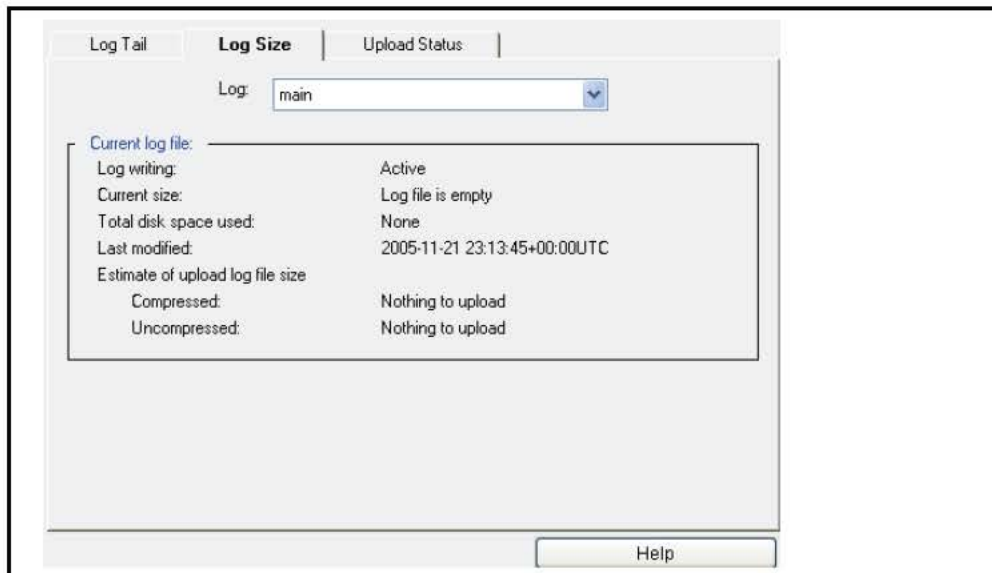 Log Tail Log Size Upload Status
Log: main
Current log file:
Log writing: Active
Current size: Log file is empty
Total disk space used: None
Last modified: 2005-11-21 23:13:45+00:00UTC
Estimate of upload log file size
Compressed: Nothing to upload
Uncompressed: Nothing to upload
Help